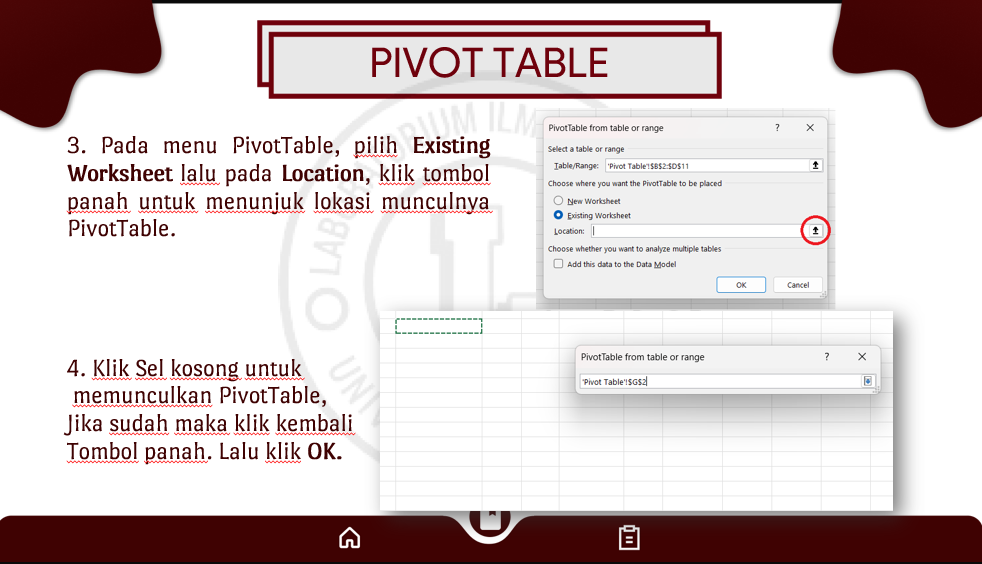 PIVOT TABLE
3. Pada menu PivotTable, pilih Existing
Worksheet lalu pada Location, klik tombol
panah untuk menunjuk lokasi munculnya
PivotTable.
PivotTable from table or range
Select a table or range
Table/Range: 'Pivot Table'!$B$2:$D$11
Choose where you want the PivotTable to be placed
New Worksheet
Existing Worksheet
Location:
Choose whether you want to analyze multiple tables
Add this data to the Data Model
OK Cancel
4. Klik Sel kosong untuk
memunculkan PivotTable,
Jika sudah maka klik kembali
Tombol panah. Lalu klik OK.
PivotTable from table or range
'Pivot Table'!$G$2